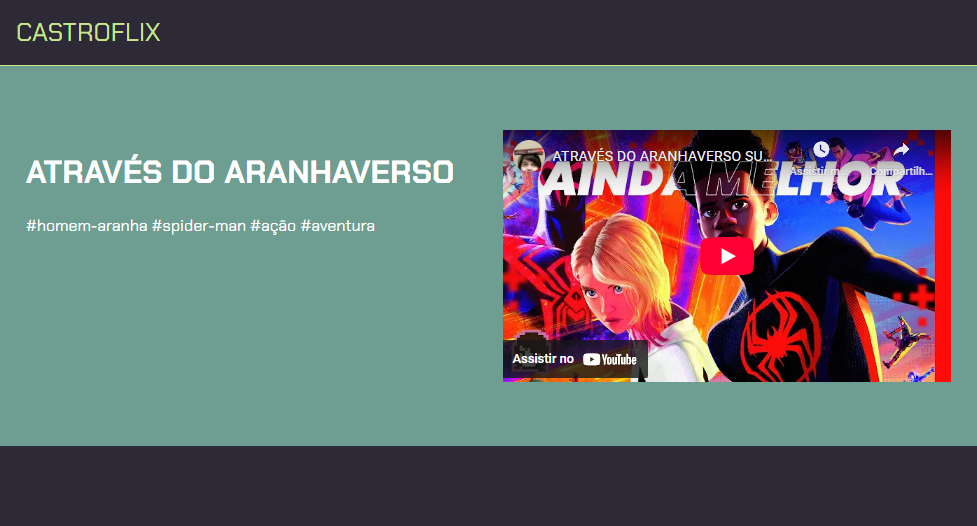 CASTROFLIX
ATRAVÉS DO ARANHAVERSO
#homem-aranha #spider-man #ação #aventura
ATRAVÉS DO ARANHAVERSO SU...
Assistir m... Compartilh...
AINDA MELHOR
Assistir no YouTube